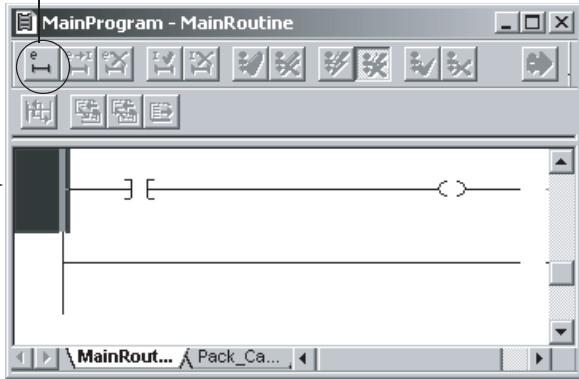 MainProgram - MainRoutine
e
e I
e
I
I
MainRout...
Pack_Ca...